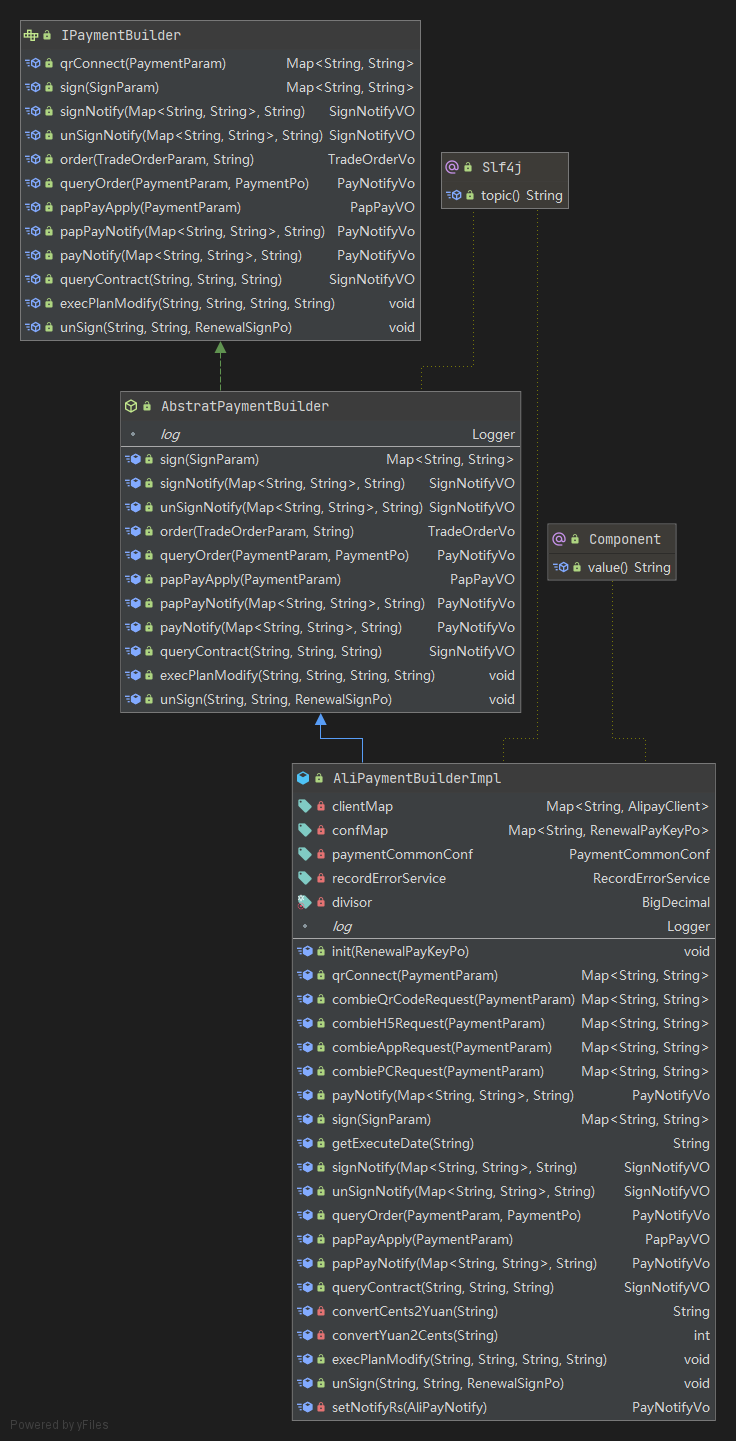 IPaymentBuilder
qrConnect(PaymentParam) Map<String, String>
sign(SignParam) Map<String, String>
signNotify(Map<String, String>, String) SignNotifyVO
unSignNotify(Map<String, String>, String) SignNotifyVO
order(TradeOrderParam, String) TradeOrderVo
queryOrder(PaymentParam, PaymentPo) PayNotifyVo
papPayApply(PaymentParam) PapPayVO
papPayNotify(Map<String, String>, String) PayNotifyVo
payNotify(Map<String, String>, String) PayNotifyVo
queryContract(String, String, String) SignNotifyVO
execPlanModify(String, String, String, String) void
unSign(String, String, RenewalSignPo) void
Slf4j
topic() String
AbstratPaymentBuilder
log Logger
sign(SignParam) Map<String, String>
signNotify(Map<String, String>, String) SignNotifyVO
unSignNotify(Map<String, String>, String) SignNotifyVO
order(TradeOrderParam, String) TradeOrderVo
queryOrder(PaymentParam, PaymentPo) PayNotifyVo
papPayApply(PaymentParam) PapPayVO
papPayNotify(Map<String, String>, String) PayNotifyVo
payNotify(Map<String, String>, String) PayNotifyVo
queryContract(String, String, String) SignNotifyVO
execPlanModify(String, String, String, String) void
unSign(String, String, RenewalSignPo) void
Component
value() String
AliPaymentBuilderImpl
clientMap Map<String, AlipayClient>
confMap Map<String, RenewalPayKeyPo>
paymentCommonConf PaymentCommonConf
recordErrorService RecordErrorService
divisor BigDecimal
log Logger
init(RenewalPayKeyPo) void
qrConnect(PaymentParam) Map<String, String>
combieQrCodeRequest(PaymentParam) Map<String, String>
combieH5Request(PaymentParam) Map<String, String>
combieAppRequest(PaymentParam) Map<String, String>
combiePCRequest(PaymentParam) Map<String, String>
payNotify(Map<String, String>, String) PayNotifyVo
sign(SignParam) Map<String, String>
getExecuteDate(String) String
signNotify(Map<String, String>, String) SignNotifyVO
unSignNotify(Map<String, String>, String) SignNotifyVO
queryOrder(PaymentParam, PaymentPo) PayNotifyVo
papPayApply(PaymentParam) PapPayVO
papPayNotify(Map<String, String>, String) PayNotifyVo
queryContract(String, String, String) SignNotifyVO
convertCents2Yuan(String) String
convertYuan2Cents(String) int
execPlanModify(String, String, String, String) void
unSign(String, String, RenewalSignPo) void
setNotifyRs(AliPayNotify) PayNotifyVo
Powered by yFiles